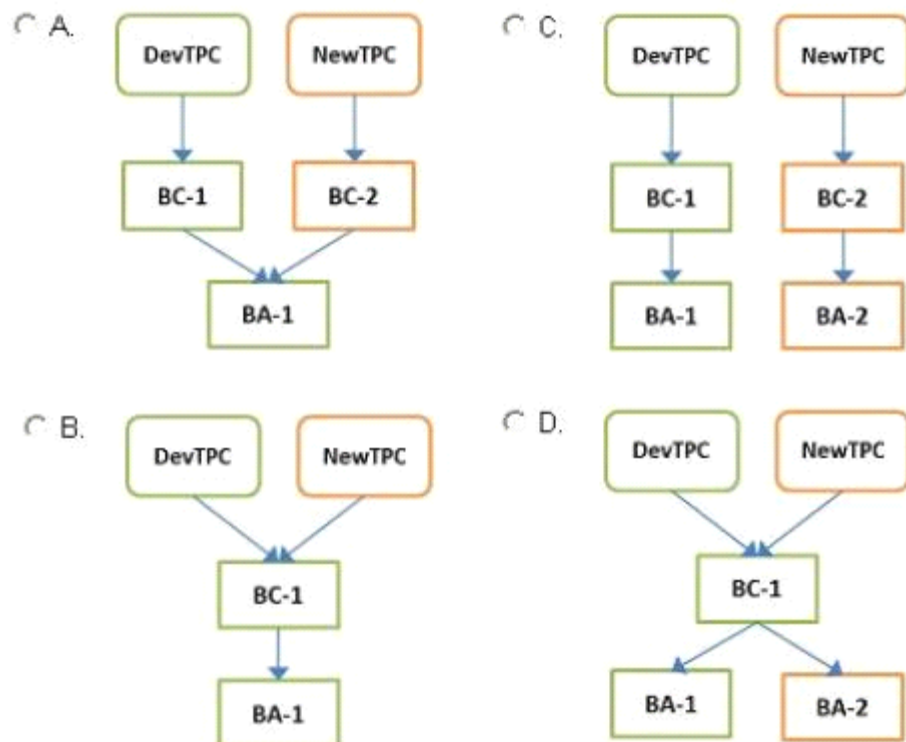 A.
DevTPC
NewTPC
BC-1
BC-2
BA-1
C.
DevTPC
NewTPC
BC-1
BC-2
BA-1
BA-2
B.
DevTPC
NewTPC
BC-1
BA-1
D.
DevTPC
NewTPC
BC-1
BA-1
BA-2